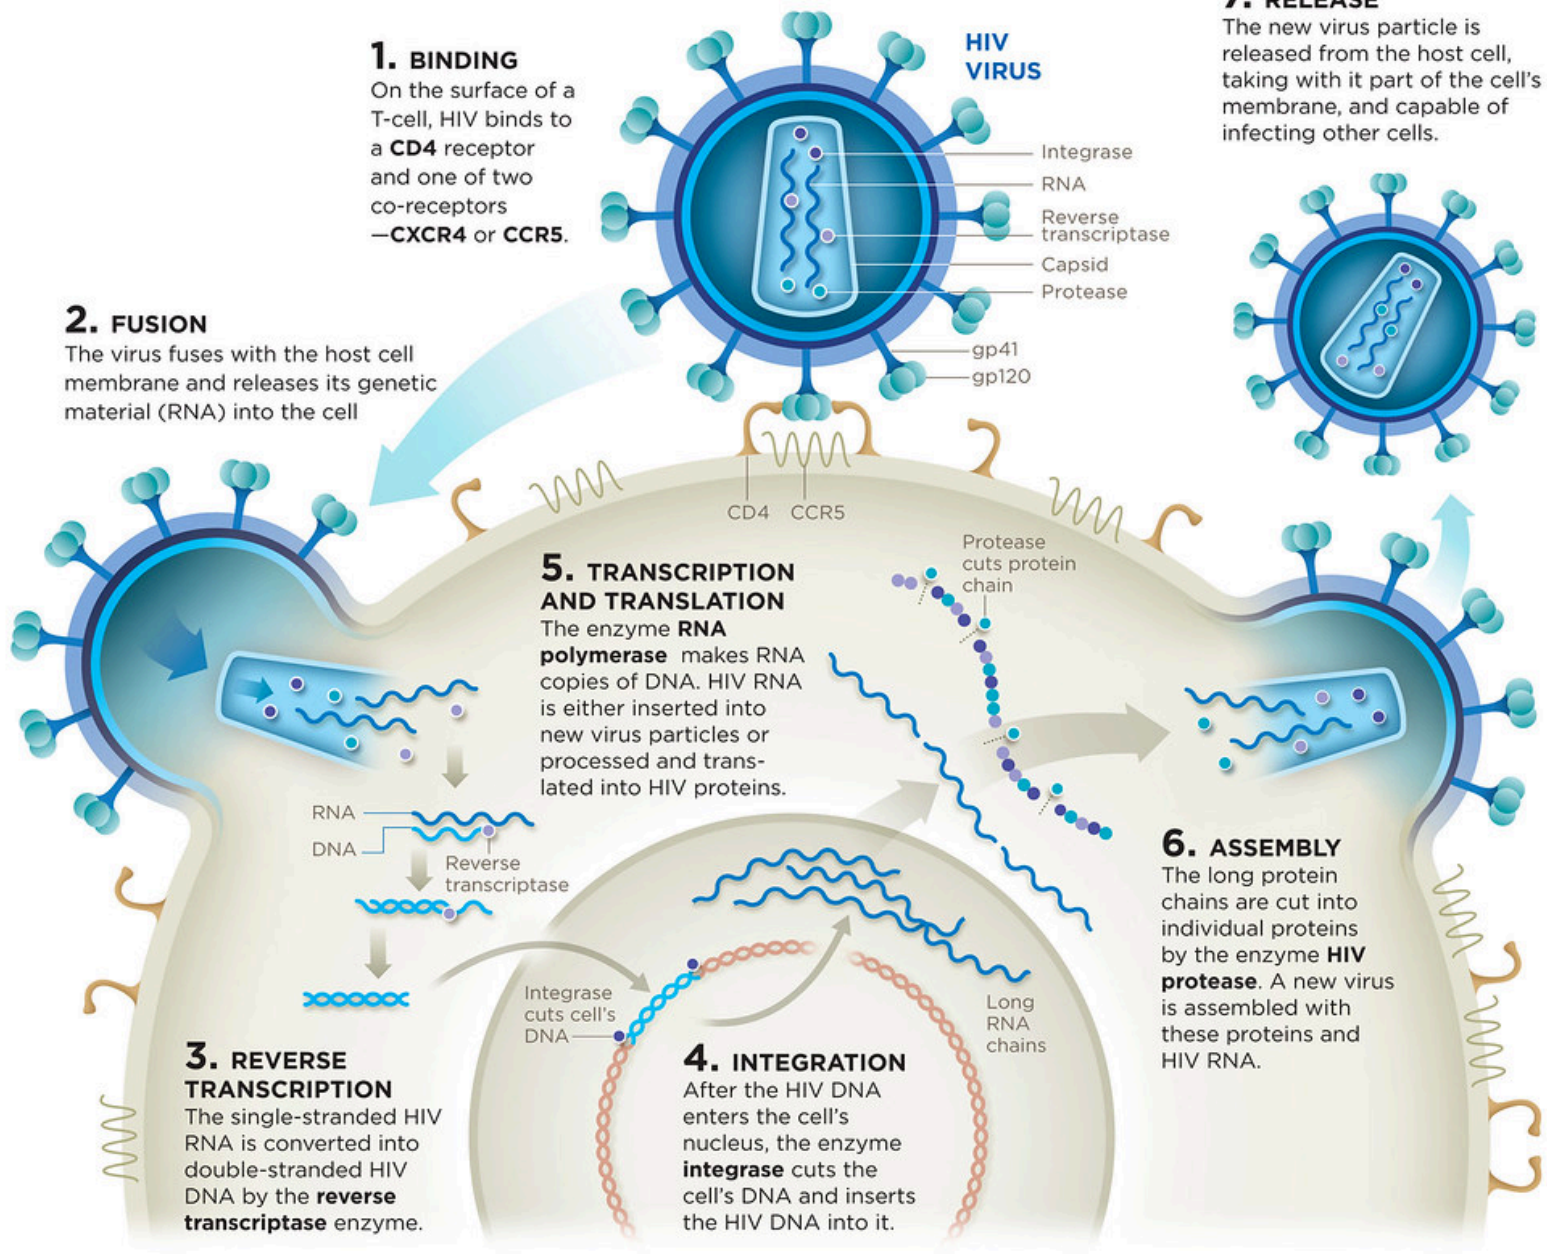 1. BINDING
On the surface of a
T-cell, HIV binds to
a CD4 receptor
and one of two
co-receptors
—CXCR4 or CCR5.
HIV
VIRUS
Integrase
RNA
Reverse
transcriptase
Capsid
Protease
gp41
gp120
CD4
CCR5
2. FUSION
The virus fuses with the host cell
membrane and releases its genetic
material (RNA) into the cell
RNA
DNA
Reverse
transcriptase
3. REVERSE
TRANSCRIPTION
The single-stranded HIV
RNA is converted into
double-stranded HIV
DNA by the reverse
transcriptase enzyme.
Integrase
cuts cell's
DNA
4. INTEGRATION
After the HIV DNA
enters the cell's
nucleus, the enzyme
integrase cuts the
cell's DNA and inserts
the HIV DNA into it.
Long
RNA
chains
5. TRANSCRIPTION
AND TRANSLATION
The enzyme RNA
polymerase makes RNA
copies of DNA. HIV RNA
is either inserted into
new virus particles or
processed and trans-
lated into HIV proteins.
Protease
cuts protein
chain
6. ASSEMBLY
The long protein
chains are cut into
individual proteins
by the enzyme HIV
protease. A new virus
is assembled with
these proteins and
HIV RNA.
7. RELEASE
The new virus particle is
released from the host cell,
taking with it part of the cell's
membrane, and capable of
infecting other cells.